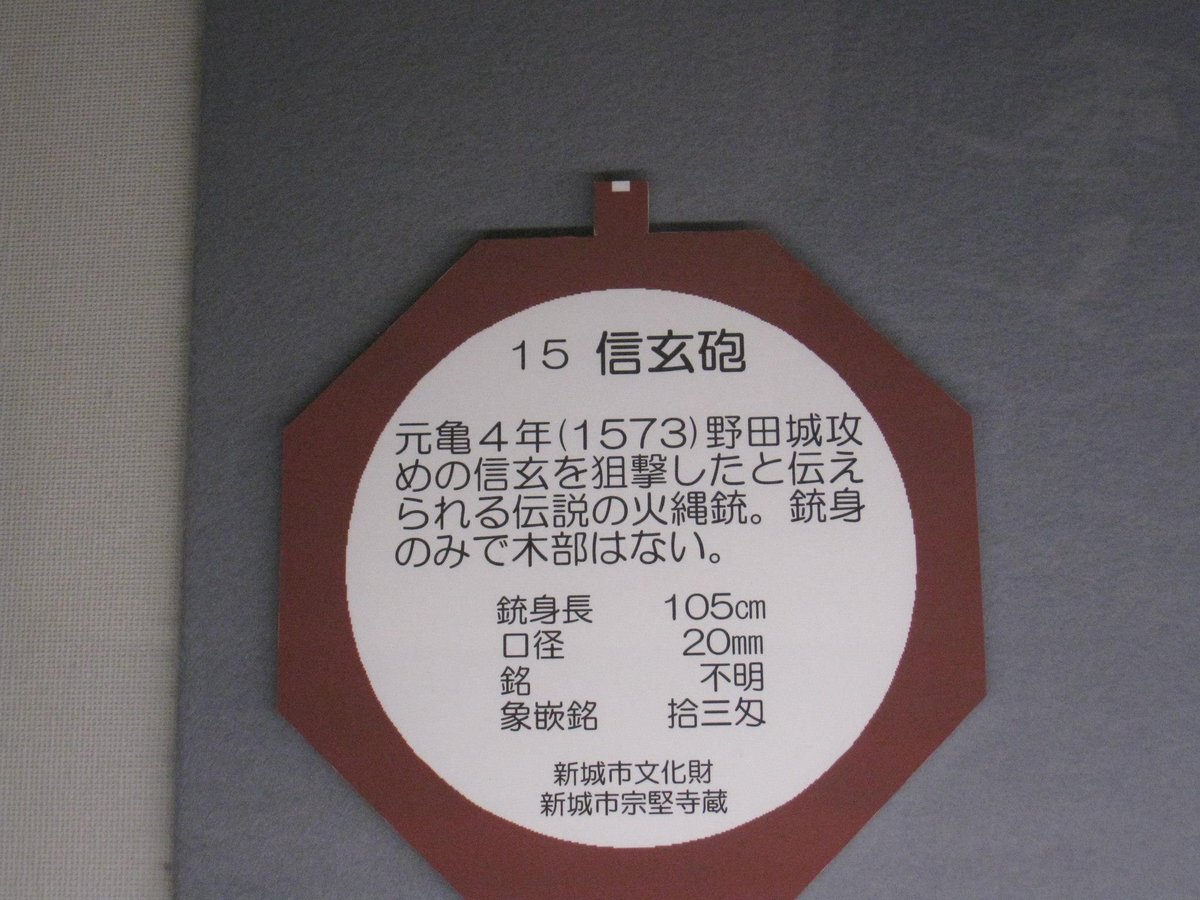 15 信玄砲
元亀4年(1573)野田城攻
めの信玄を狙撃したと伝え
られる伝説の火縄銃。銃身
のみで木部はない。
銃身長 105㎝
口径 20㎜
銘 不明
象嵌銘 拾三匁
新城市文化財
新城市宗堅寺蔵